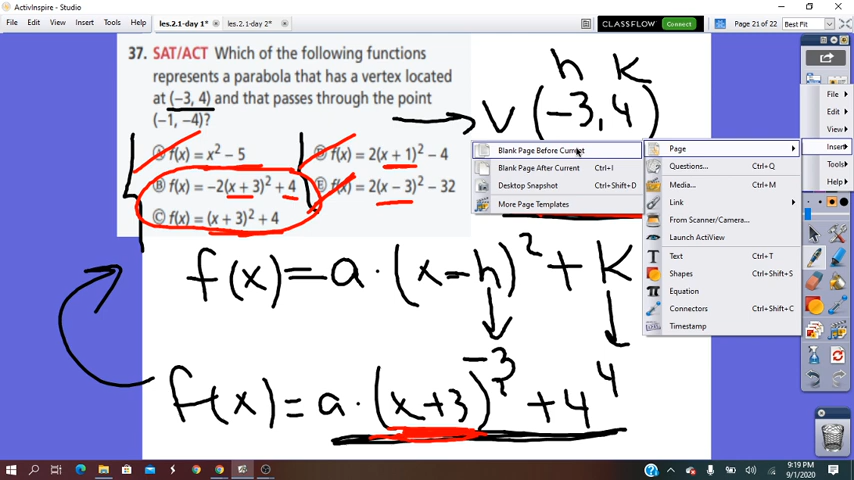 ActivInspire - Studio
File Edit View Insert Tools Help
CLASSFLOW
Page 21 of 22
Best Fit
les.2.1-day 1*
les.2.1-day 2*
37. SAT/ACT Which of the following functions
represents a parabola that has a vertex located
at (−3, 4) and that passes through the point
(−1, −4)?
A f(x) = x² − 5
D f(x) = 2(x + 1)² − 4
B f(x) = −2(x + 3)² + 4
E f(x) = 2(x − 3)² − 32
C f(x) = (x + 3)² + 4
h K
V (−3, 4)
f(x) = a · (x − h)² + K
−3
4
f(x) = a · (x + 3)² + 4
Blank Page Before Current
Blank Page After Current Ctrl+I
Desktop Snapshot Ctrl+Shift+D
More Page Templates
Page
Questions... Ctrl+Q
Media... Ctrl+M
Link
From Scanner/Camera...
Launch ActiView
Text Ctrl+T
Shapes Ctrl+Shift+S
Equation
Connectors Ctrl+Shift+C
Timestamp
File
Edit
View
Insert
Tools
Help
9:19 PM
9/1/2020